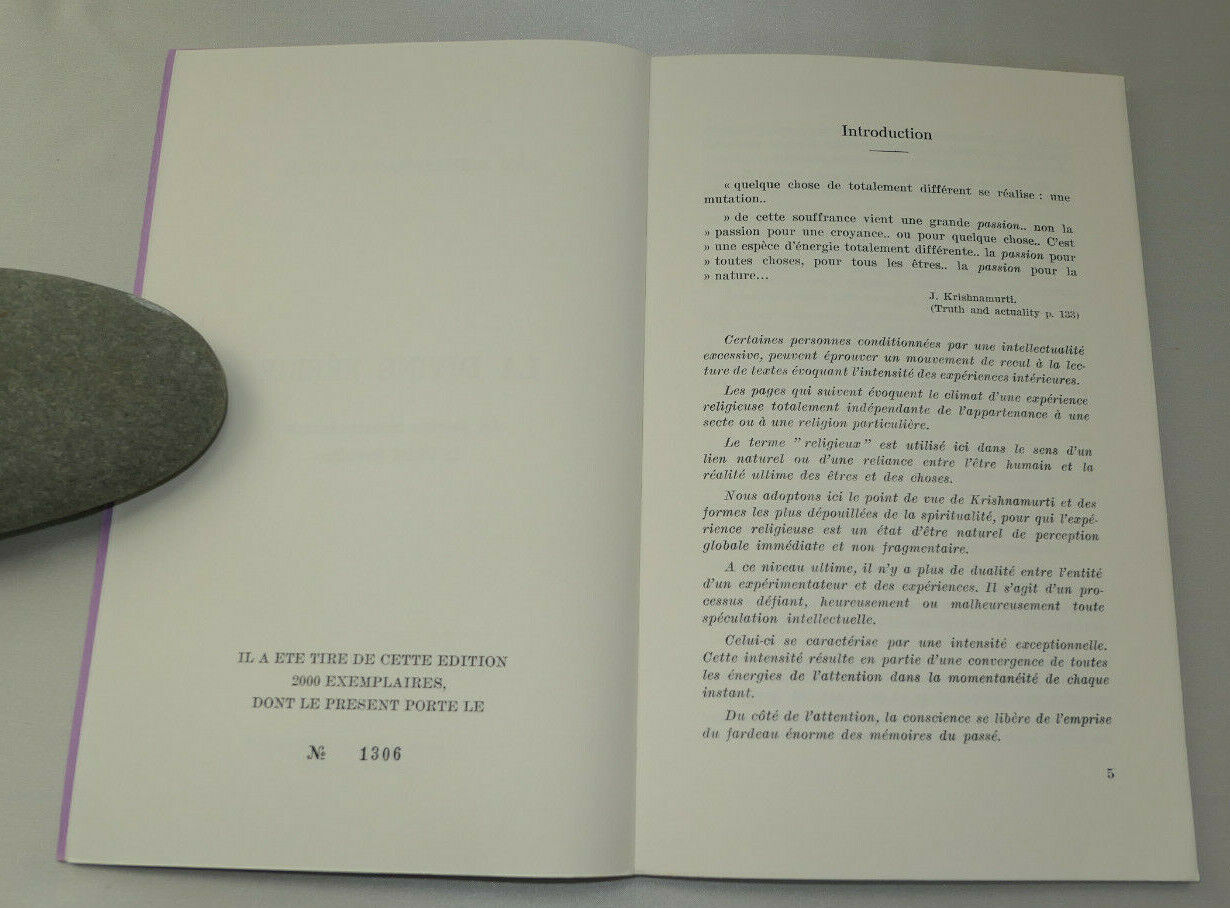 IL A ETE TIRE DE CETTE EDITION
2000 EXEMPLAIRES,
DONT LE PRESENT PORTE LE
№ 1306
Introduction
« quelque chose de totalement différent se réalise : une
mutation..
» de cette souffrance vient une grande passion.. non la
» passion pour une croyance.. ou pour quelque chose.. C'est
» une espèce d'énergie totalement différente.. la passion pour
» toutes choses, pour tous les êtres.. la passion pour la
» nature...
J. Krishnamurti.
(Truth and actuality p. 133)
Certaines personnes conditionnées par une intellectualité
excessive, peuvent éprouver un mouvement de recul à la lec-
ture de textes évoquant l'intensité des expériences intérieures.
Les pages qui suivent évoquent le climat d'une expérience
religieuse totalement indépendante de l'appartenance à une
secte ou à une religion particulière.
Le terme "religieux" est utilisé ici dans le sens d'un
lien naturel ou d'une reliance entre l'être humain et la
réalité ultime des êtres et des choses.
Nous adoptons ici le point de vue de Krishnamurti et des
formes les plus dépouillées de la spiritualité, pour qui l'expé-
rience religieuse est un état d'être naturel de perception
globale immédiate et non fragmentaire.
A ce niveau ultime, il n'y a plus de dualité entre l'entité
d'un expérimentateur et des expériences. Il s'agit d'un pro-
cessus défiant, heureusement ou malheureusement toute
spéculation intellectuelle.
Celui-ci se caractérise par une intensité exceptionnelle.
Cette intensité résulte en partie d'une convergence de toutes
les énergies de l'attention dans la momentanéité de chaque
instant.
Du côté de l'attention, la conscience se libère de l'emprise
du fardeau énorme des mémoires du passé.
5